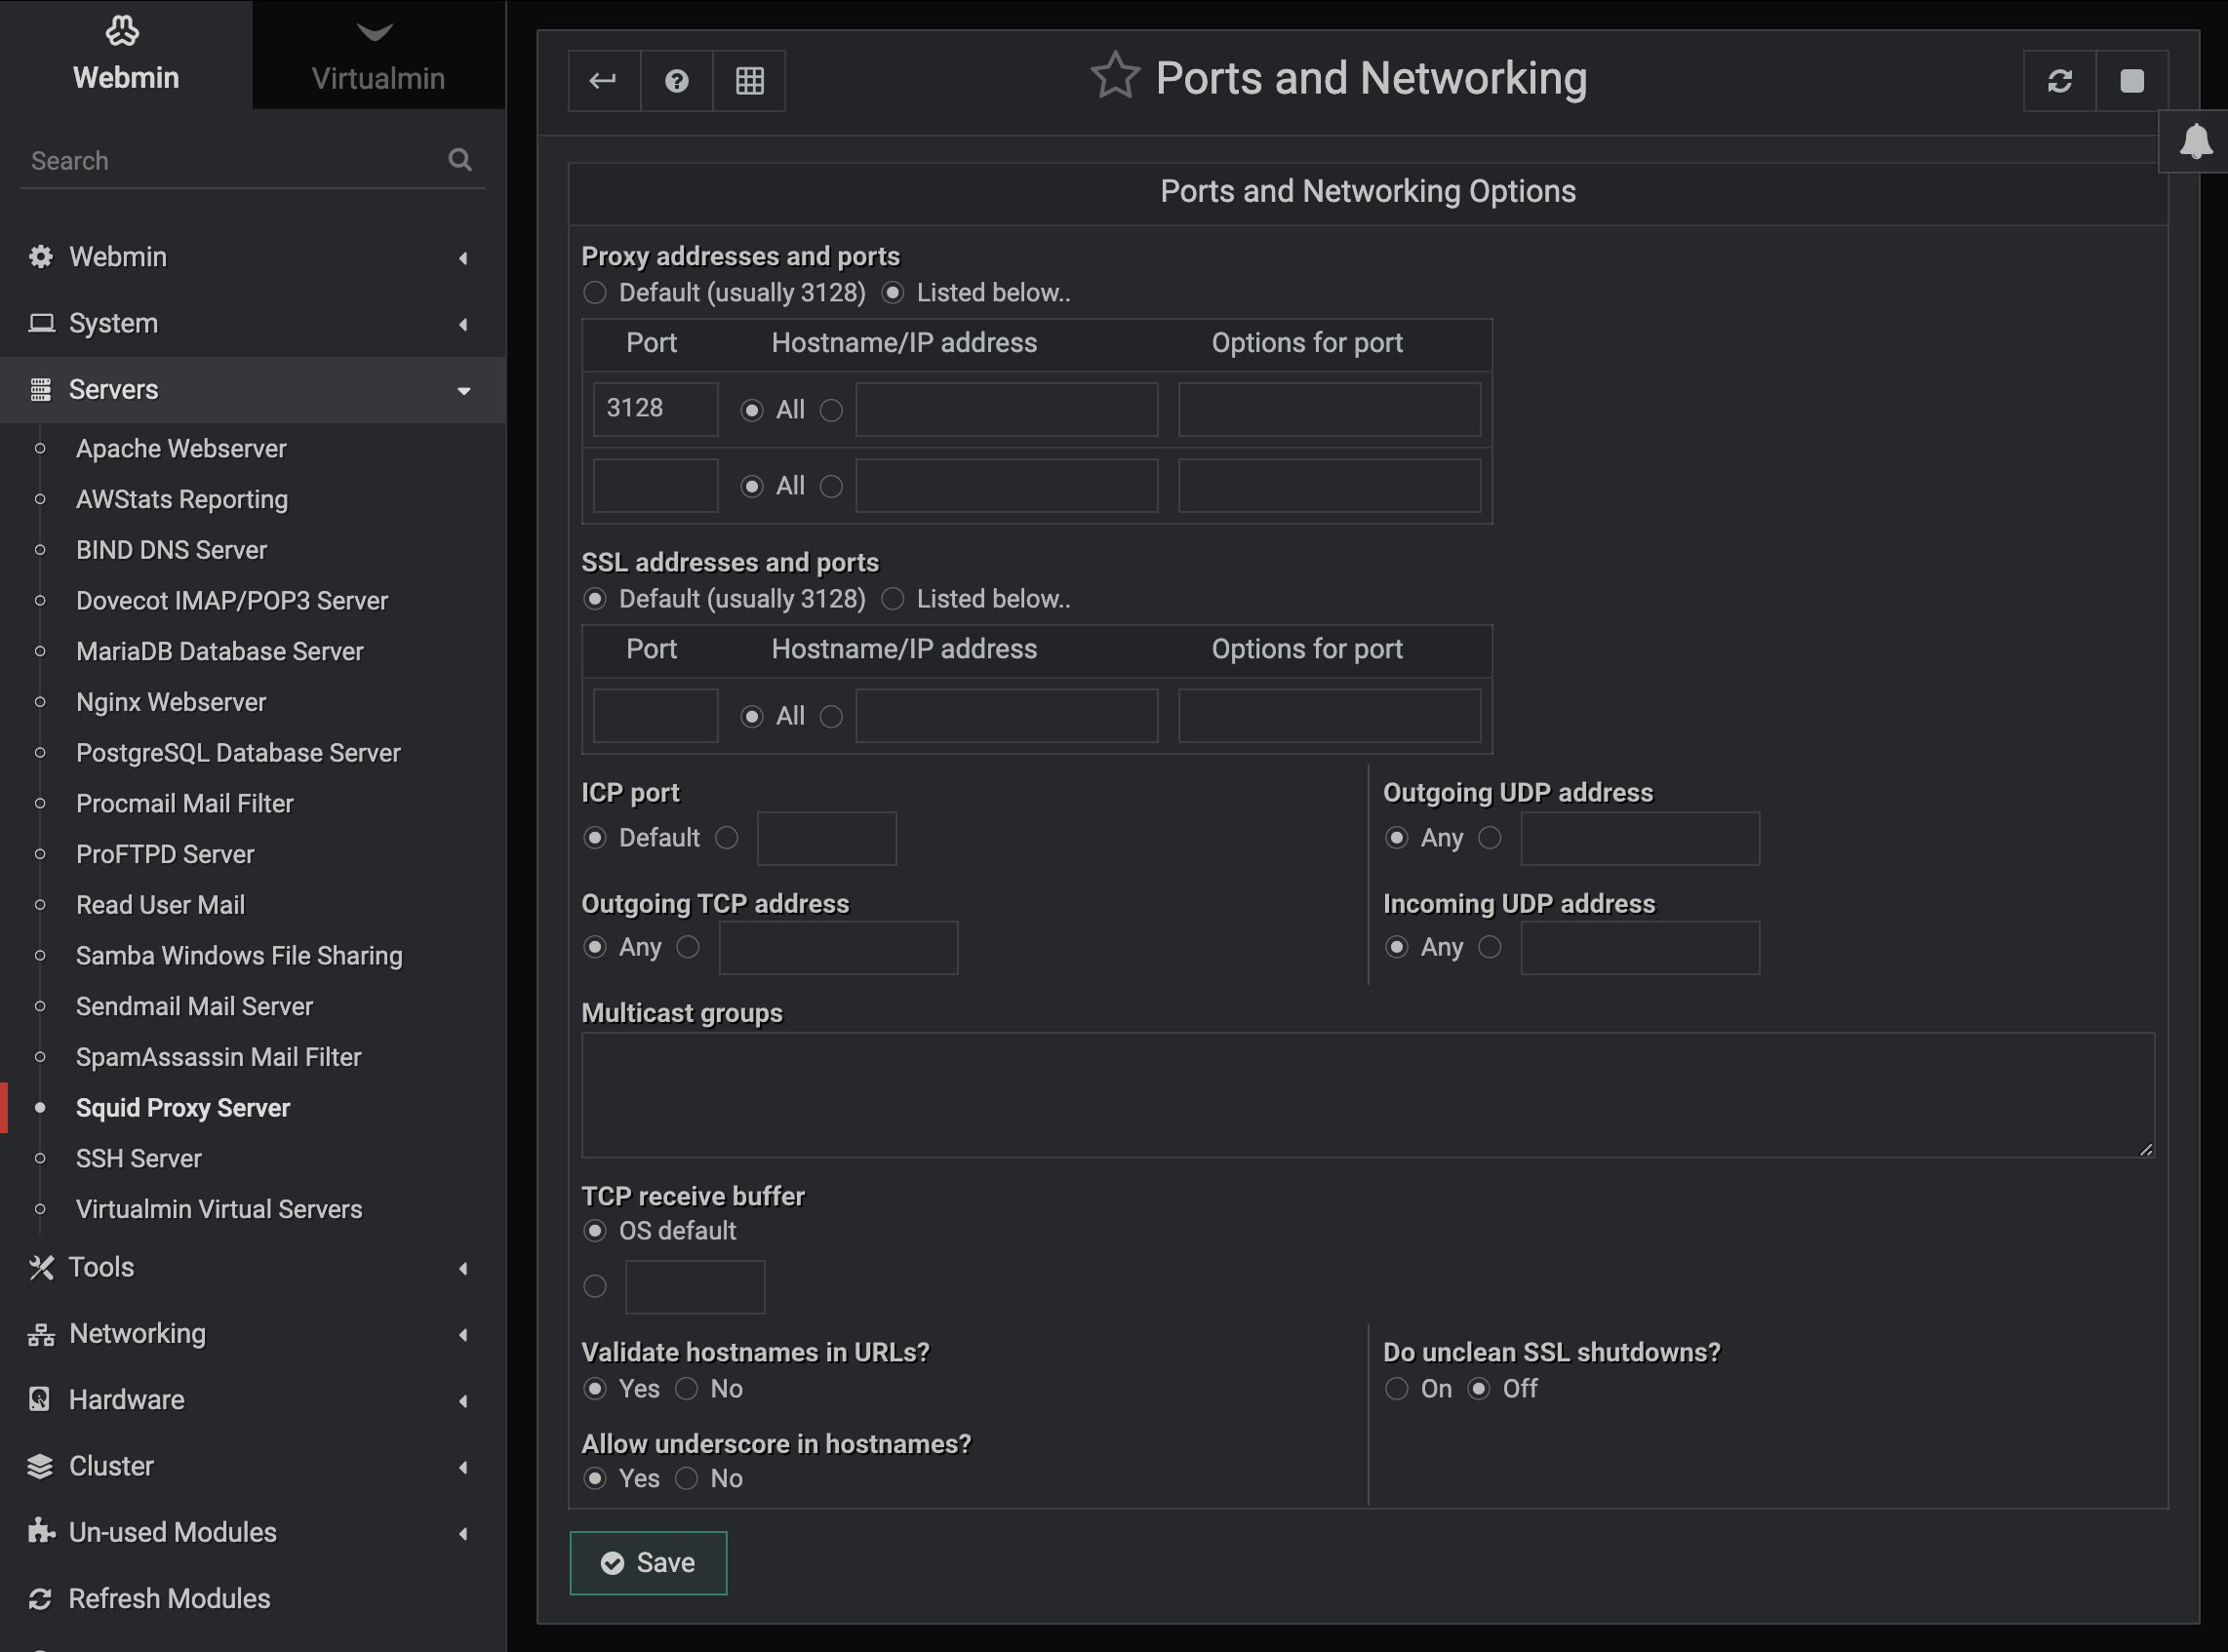 Webmin
Virtualmin
Search
Webmin
System
Servers
Apache Webserver
AWStats Reporting
BIND DNS Server
Dovecot IMAP/POP3 Server
MariaDB Database Server
Nginx Webserver
PostgreSQL Database Server
Procmail Mail Filter
ProFTPD Server
Read User Mail
Samba Windows File Sharing
Sendmail Mail Server
SpamAssassin Mail Filter
Squid Proxy Server
SSH Server
Virtualmin Virtual Servers
Tools
Networking
Hardware
Cluster
Un-used Modules
Refresh Modules
Ports and Networking
Ports and Networking Options
Proxy addresses and ports
Default (usually 3128) Listed below..
Port Hostname/IP address Options for port
3128 All
All
SSL addresses and ports
Default (usually 3128) Listed below..
Port Hostname/IP address Options for port
All
ICP port
Default
Outgoing UDP address
Any
Outgoing TCP address
Any
Incoming UDP address
Any
Multicast groups
TCP receive buffer
OS default
Validate hostnames in URLs?
Yes No
Do unclean SSL shutdowns?
On Off
Allow underscore in hostnames?
Yes No
Save